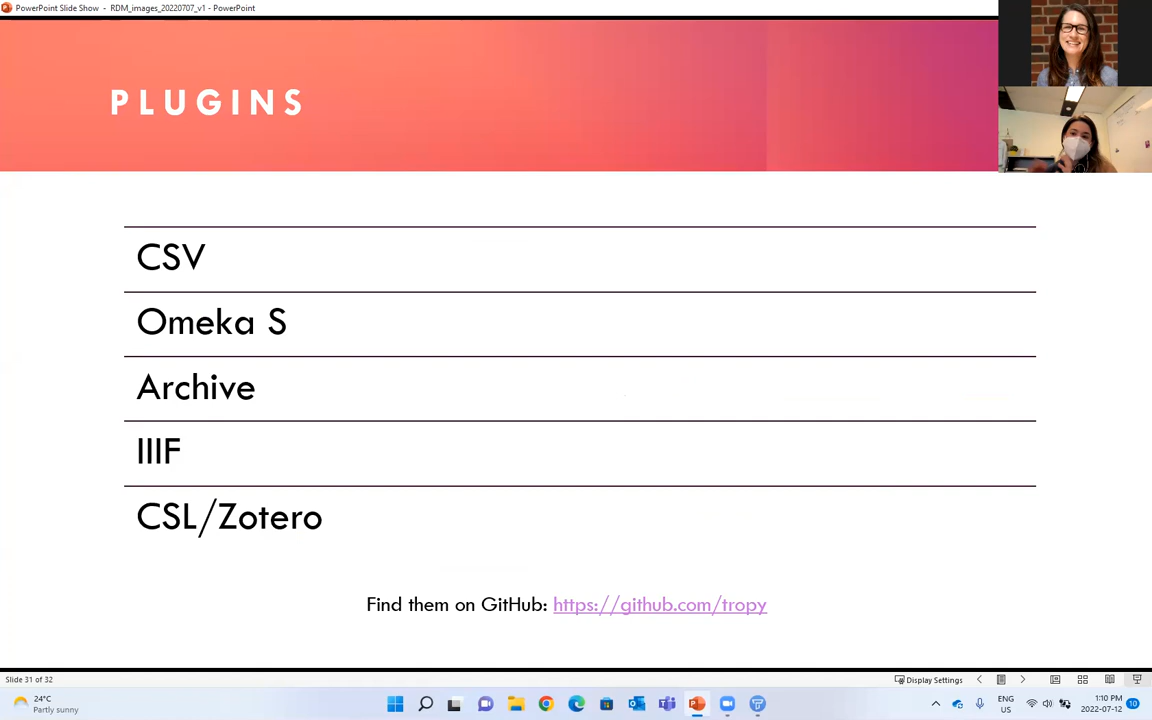 PowerPoint Slide Show - RDM_images_20220707_v1 - PowerPoint
PLUGINS
CSV
Omeka S
Archive
IIIF
CSL/Zotero
Find them on GitHub: https://github.com/tropy
Slide 31 of 32
Display Settings
24°C
Partly sunny
ENG
US
1:10 PM
2022-07-12
10